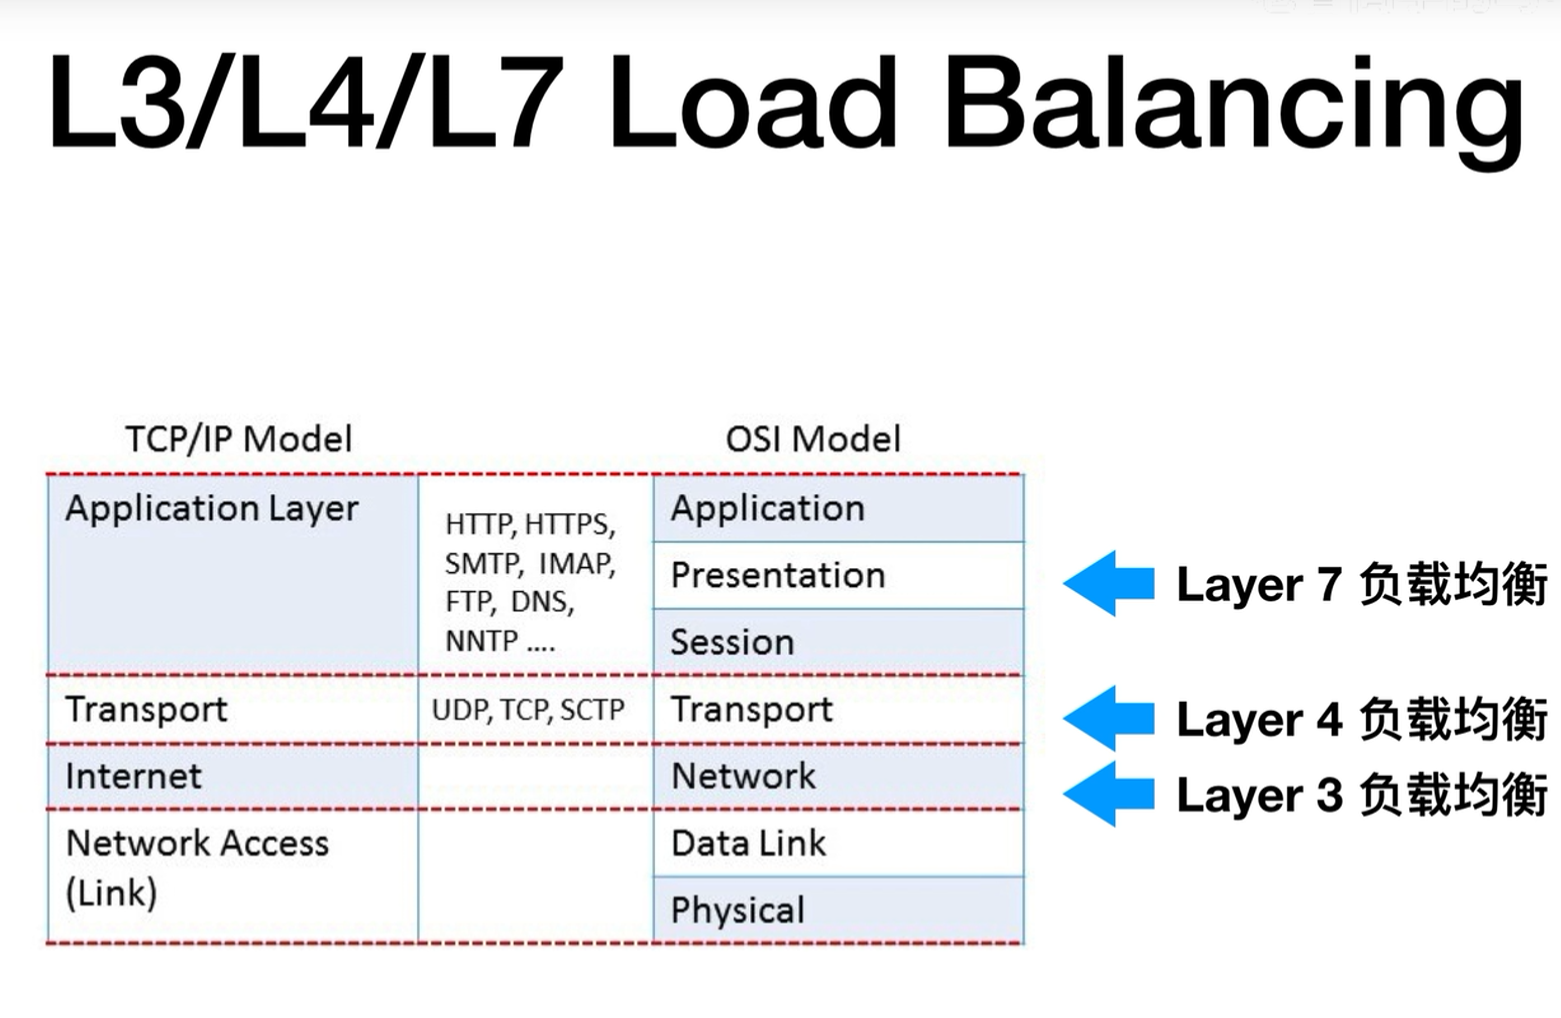 L3/L4/L7 Load Balancing
TCP/IP Model
OSI Model
Application Layer
HTTP, HTTPS,
SMTP, IMAP,
FTP, DNS,
NNTP ....
Application
Presentation
Session
Layer 7 负载均衡
Transport
UDP, TCP, SCTP
Transport
Layer 4 负载均衡
Internet
Network
Layer 3 负载均衡
Network Access
(Link)
Data Link
Physical